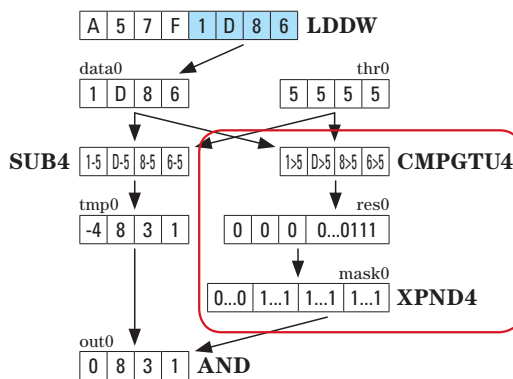 A 5 7 F 1 D 8 6 LDDW
data0 thr0
1 D 8 6 5 5 5 5
SUB4 1-5 D-5 8-5 6-5 1>5 D>5 8>5 6>5 CMPGTU4
tmp0 res0
-4 8 3 1 0 0 0 0...0111
mask0
0...0 1...1 1...1 1...1 XPND4
out0
0 8 3 1 AND